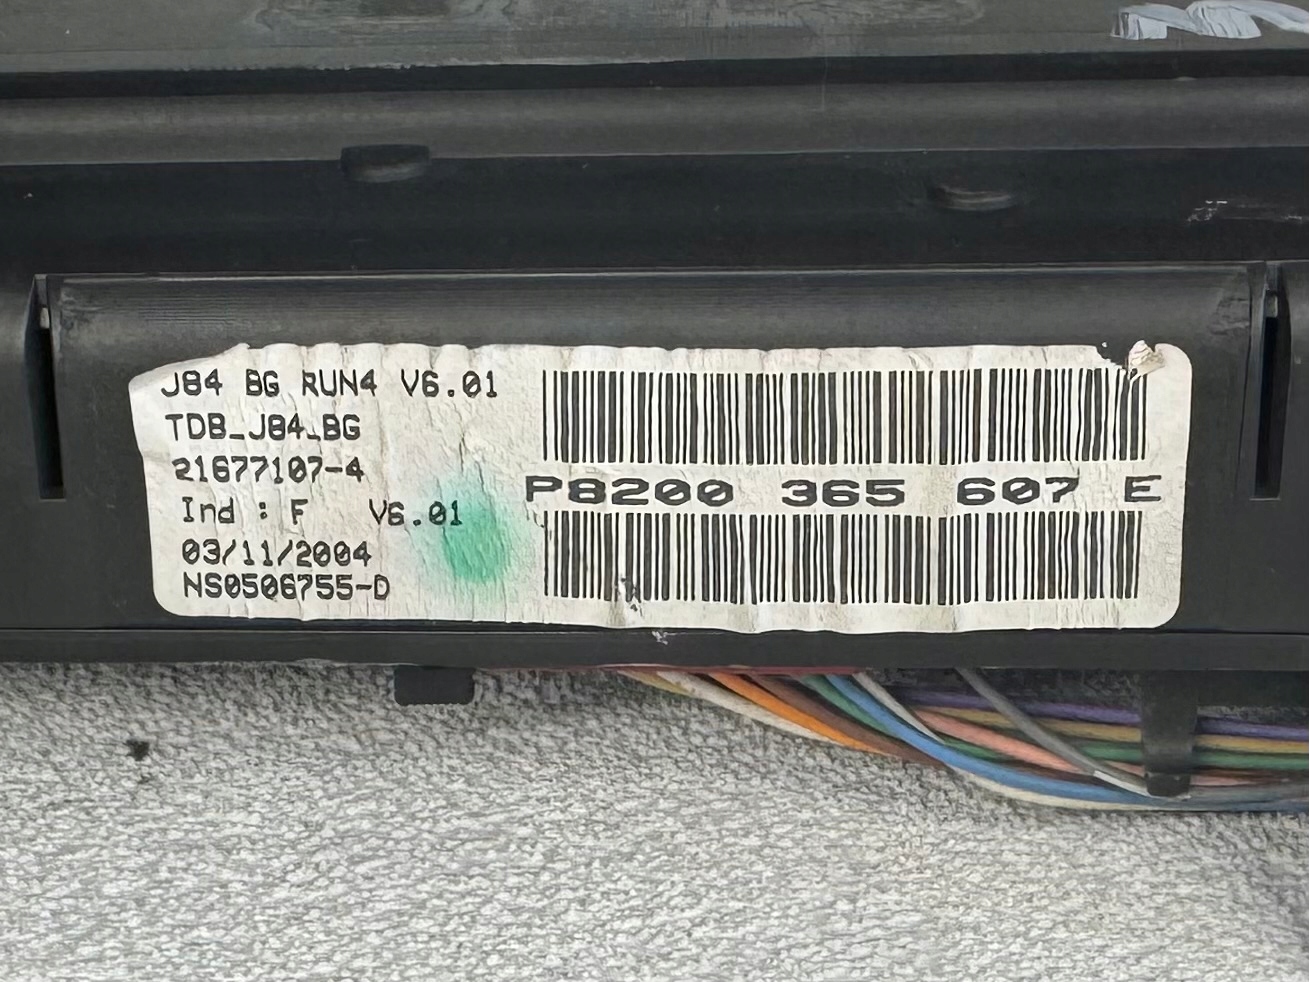 J84 BG RUN4 V6.01
TDB_J84_BG
21677107-4
Ind : F V6.01
03/11/2004
NS0506755-D
P8200 365 607 E